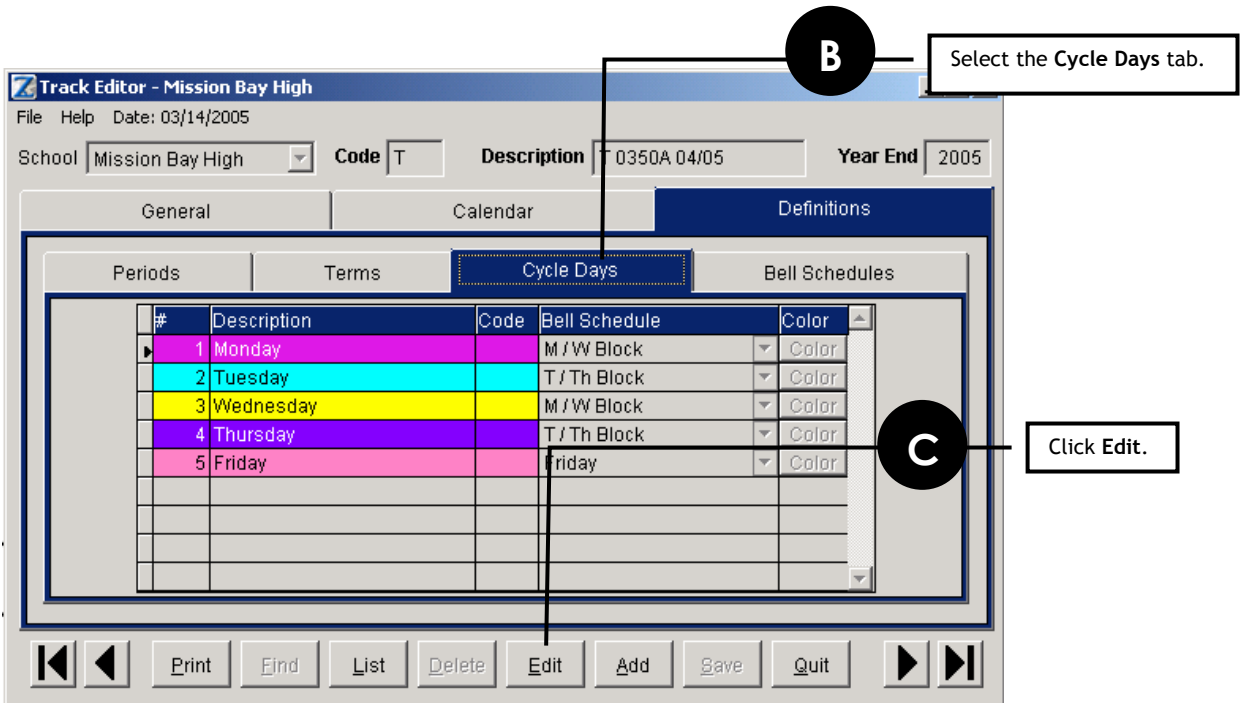 B
Select the Cycle Days tab.
Track Editor - Mission Bay High
File Help Date: 03/14/2005
School Mission Bay High Code T Description T 0350A 04/05 Year End 2005
General Calendar Definitions
Periods Terms Cycle Days Bell Schedules
# Description Code Bell Schedule Color
1 Monday M / W Block Color
2 Tuesday T / Th Block Color
3 Wednesday M / W Block Color
4 Thursday T / Th Block Color
5 Friday Friday Color
C
Click Edit.
Print Find List Delete Edit Add Save Quit